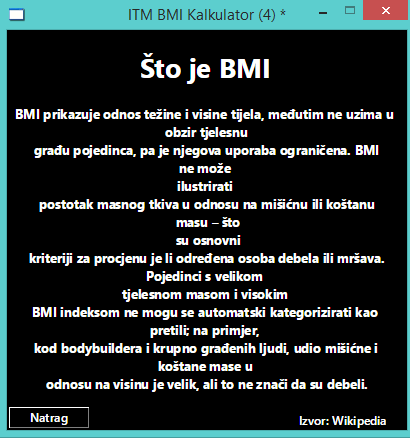 ITM BMI Kalkulator (4) *
Što je BMI
BMI prikazuje odnos težine i visine tijela, međutim ne uzima u
obzir tjelesnu
građu pojedinca, pa je njegova uporaba ograničena. BMI
ne može
ilustrirati
postotak masnog tkiva u odnosu na mišićnu ili koštanu
masu – što
su osnovni
kriteriji za procjenu je li određena osoba debela ili mršava.
Pojedinci s velikom
tjelesnom masom i visokim
BMI indeksom ne mogu se automatski kategorizirati kao
pretili; na primjer,
kod bodybuildera i krupno građenih ljudi, udio mišićne i
koštane mase u
odnosu na visinu je velik, ali to ne znači da su debeli.
Natrag
Izvor: Wikipedia